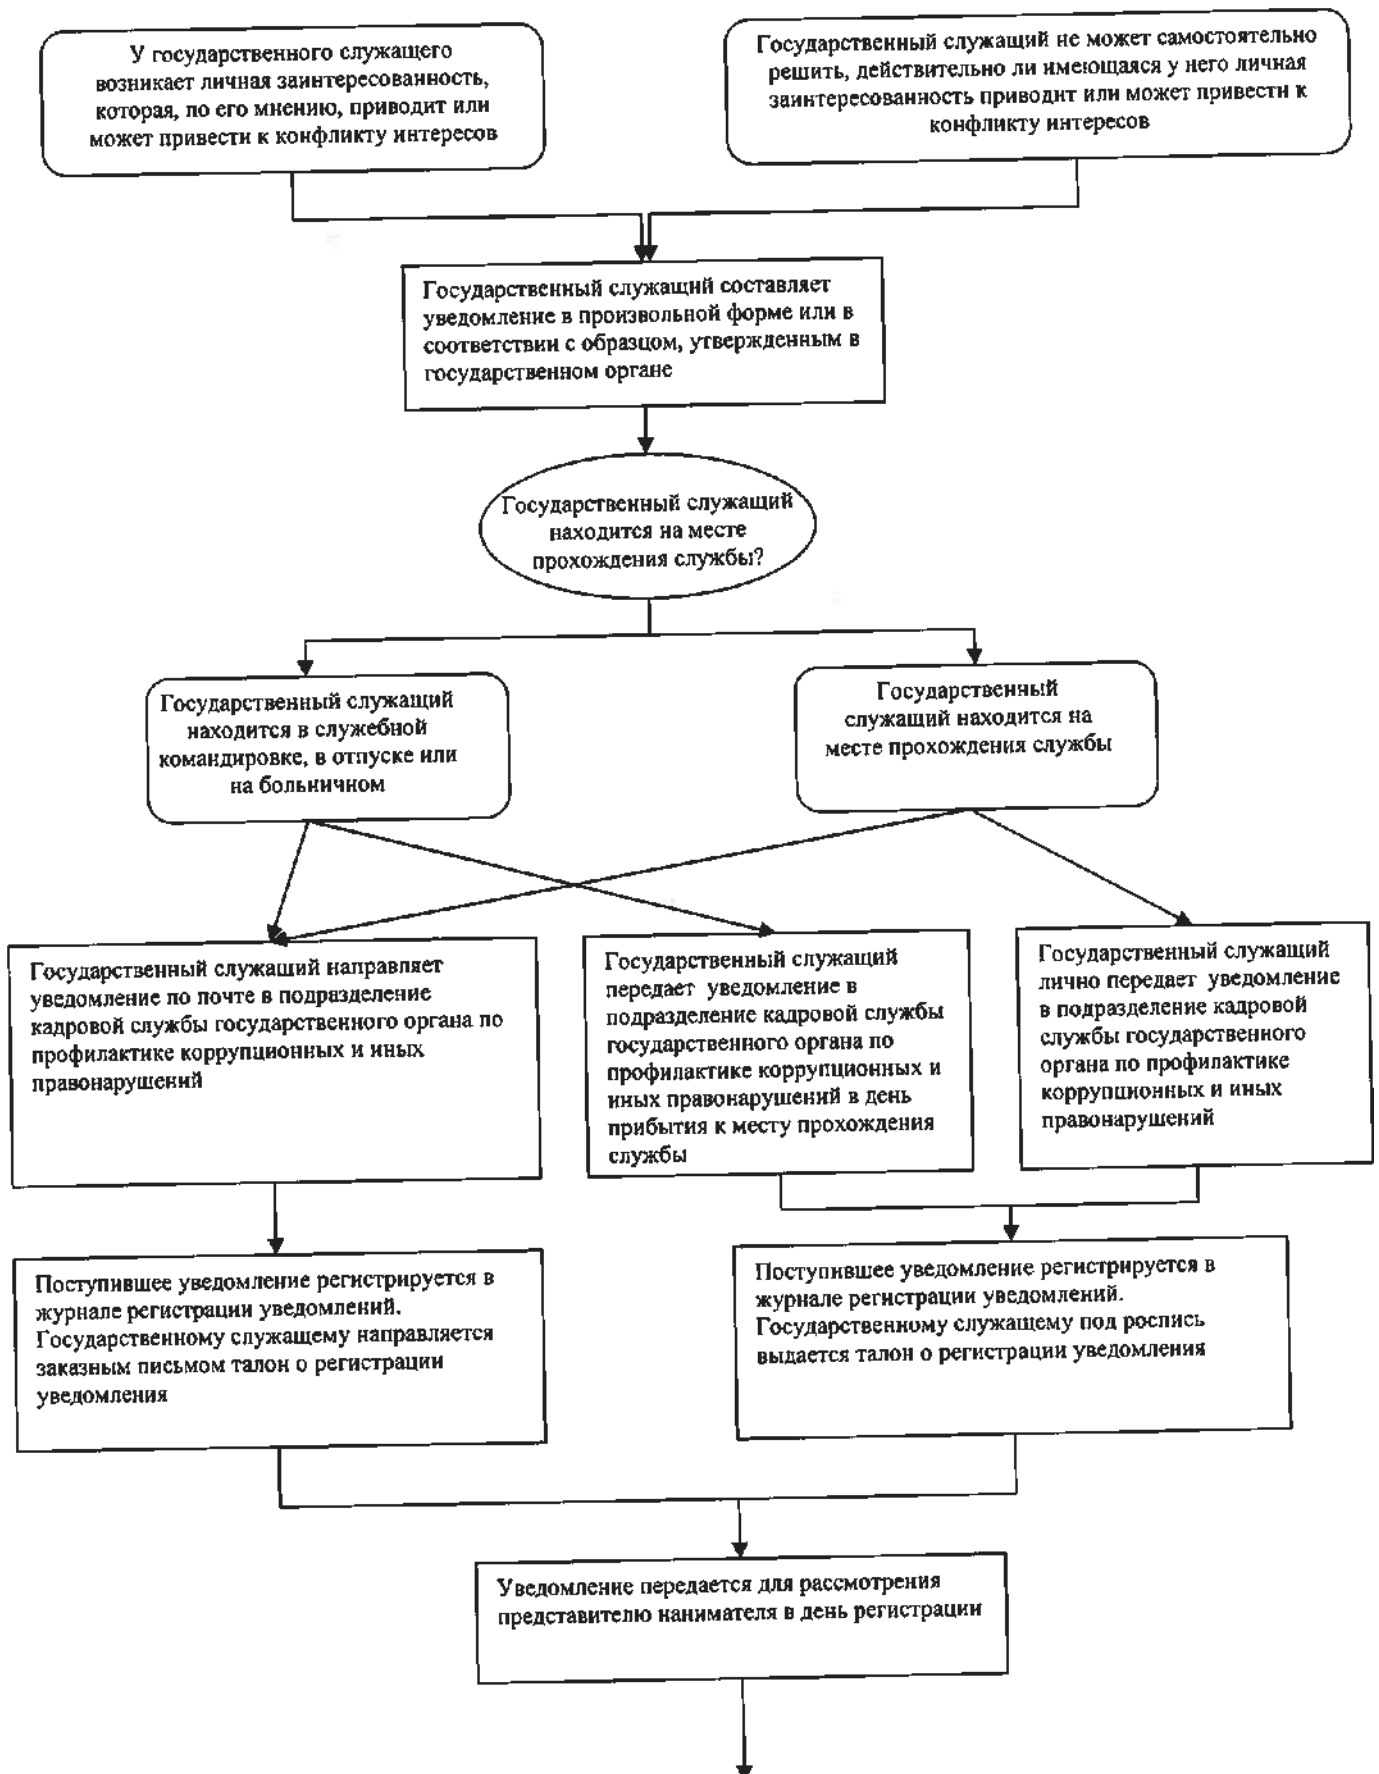 У государственного служащего
возникает личная заинтересованность,
которая, по его мнению, приводит или
может привести к конфликту интересов
Государственный служащий не может самостоятельно
решить, действительно ли имеющаяся у него личная
заинтересованность приводит или может привести к
конфликту интересов
Государственный служащий составляет
уведомление в произвольной форме или в
соответствии с образцом, утвержденным в
государственном органе
Государственный служащий
находится на месте
прохождения службы?
Государственный служащий
находится в служебной
командировке, в отпуске или
на больничном
Государственный
служащий находится на
месте прохождения службы
Государственный служащий направляет
уведомление по почте в подразделение
кадровой службы государственного органа по
профилактике коррупционных и иных
правонарушений
Государственный служащий
передает уведомление в
подразделение кадровой службы
государственного органа по
профилактике коррупционных и
иных правонарушений в день
прибытия к месту прохождения
службы
Государственный служащий
лично передает уведомление
в подразделение кадровой
службы государственного
органа по профилактике
коррупционных и иных
правонарушений
Поступившее уведомление регистрируется в
журнале регистрации уведомлений.
Государственному служащему направляется
заказным письмом талон о регистрации
уведомления
Поступившее уведомление регистрируется в
журнале регистрации уведомлений.
Государственному служащему под роспись
выдается талон о регистрации уведомления
Уведомление передается для рассмотрения
представителю нанимателя в день регистрации